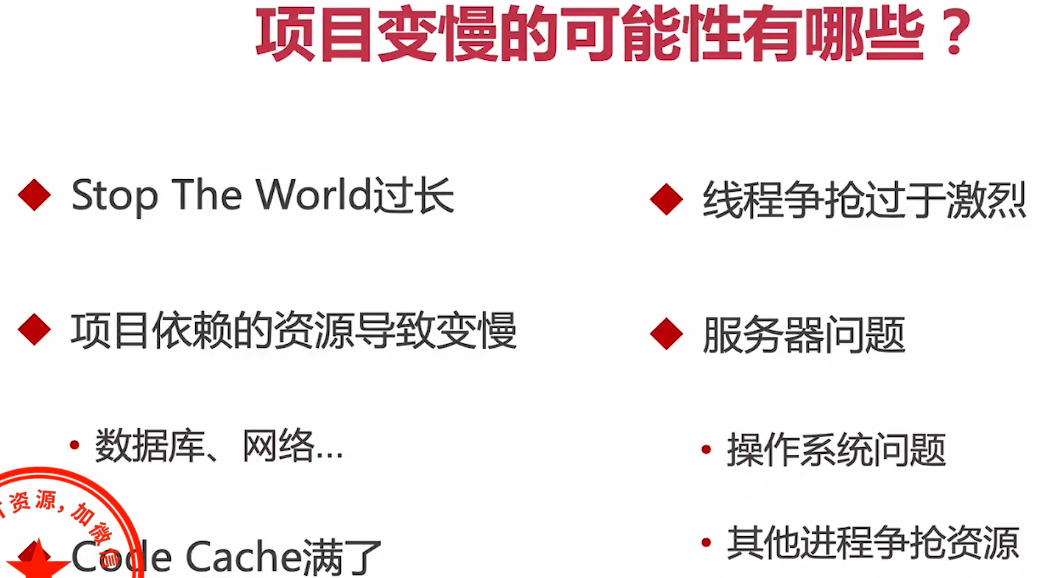 项目变慢的可能性有哪些？
Stop The World过长
项目依赖的资源导致变慢
数据库、网络...
Code Cache满了
线程争抢过于激烈
服务器问题
操作系统问题
其他进程争抢资源
资源，加微信